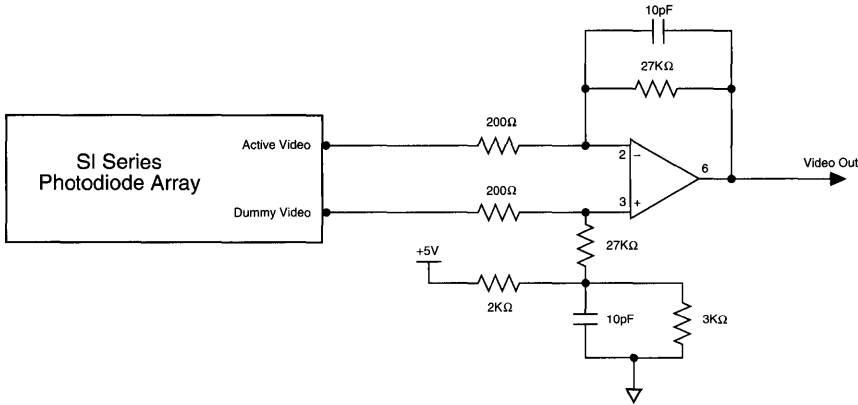 10pF
27KΩ
200Ω
Active Video
SI Series
Photodiode Array
2
−
6
Video Out
200Ω
Dummy Video
3
+
27KΩ
+5V
2KΩ
10pF
3KΩ